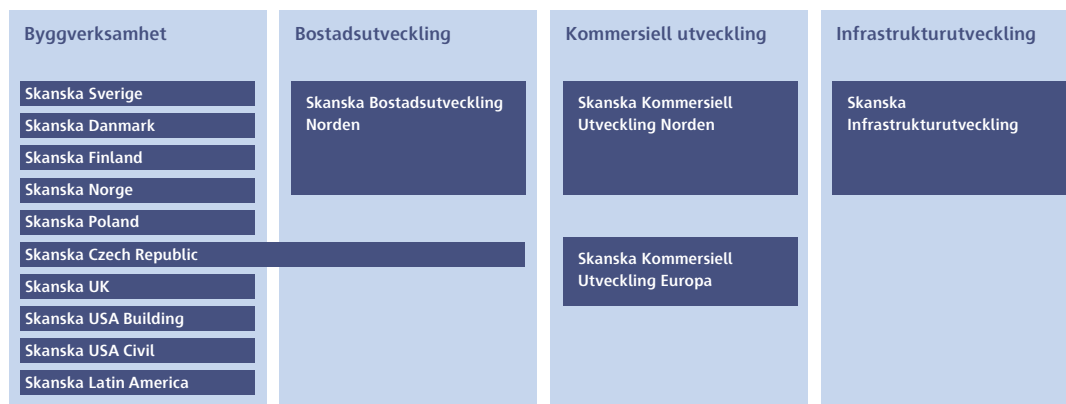 Byggverksamhet
Skanska Sverige
Skanska Danmark
Skanska Finland
Skanska Norge
Skanska Poland
Skanska Czech Republic
Skanska UK
Skanska USA Building
Skanska USA Civil
Skanska Latin America
Bostadsutveckling
Skanska Bostadsutveckling
Norden
Kommersiell utveckling
Skanska Kommersiell
Utveckling Norden
Skanska Kommersiell
Utveckling Europa
Infrastrukturutveckling
Skanska
Infrastrukturutveckling